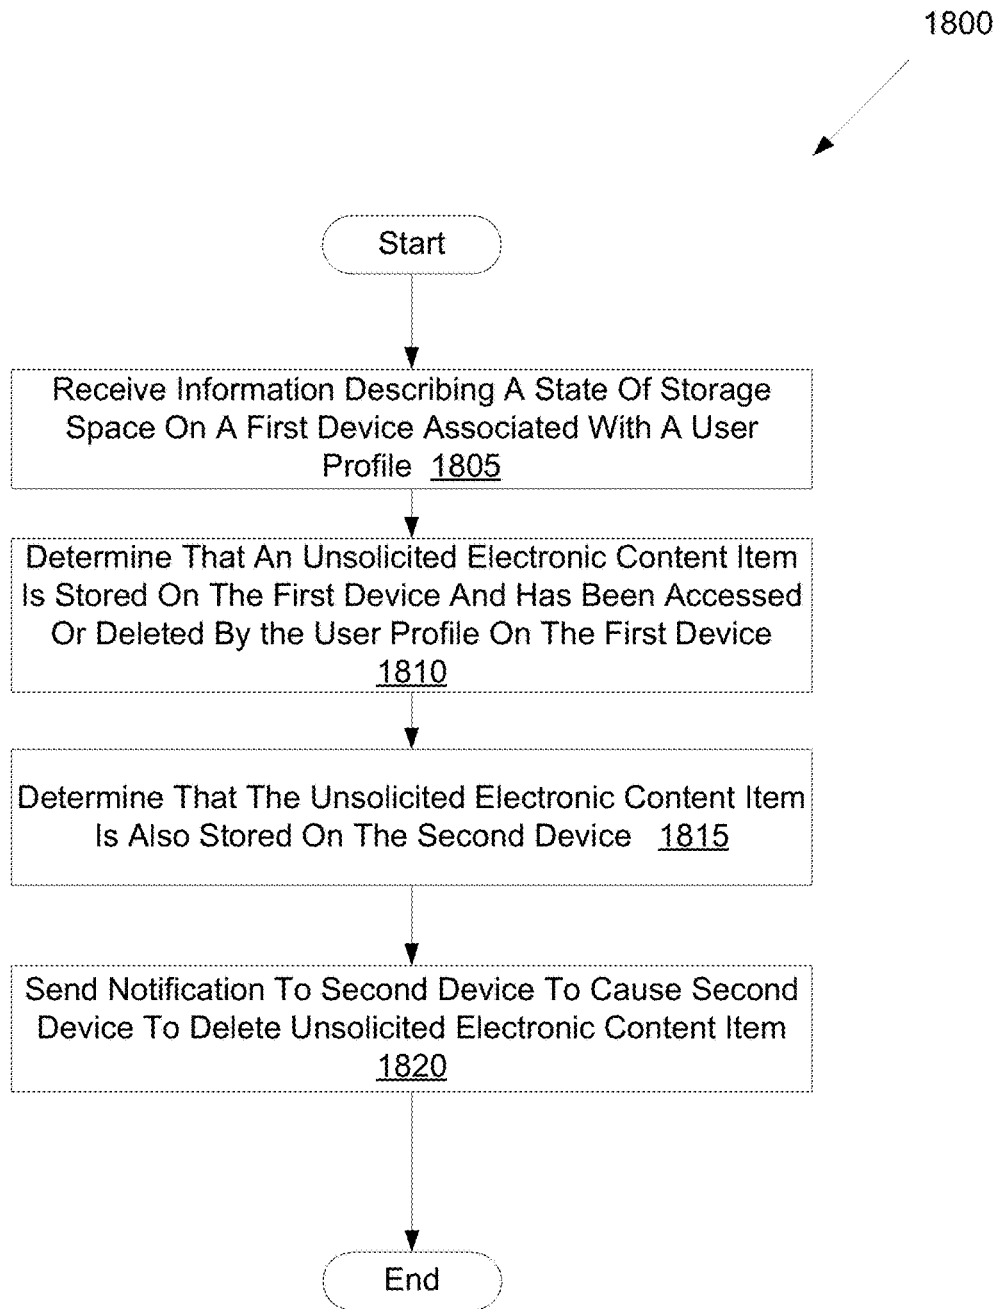 1800
Start
Receive Information Describing A State Of Storage
Space On A First Device Associated With A User
Profile 1805
Determine That An Unsolicited Electronic Content Item
Is Stored On The First Device And Has Been Accessed
Or Deleted By the User Profile On The First Device
1810
Determine That The Unsolicited Electronic Content Item
Is Also Stored On The Second Device 1815
Send Notification To Second Device To Cause Second
Device To Delete Unsolicited Electronic Content Item
1820
End